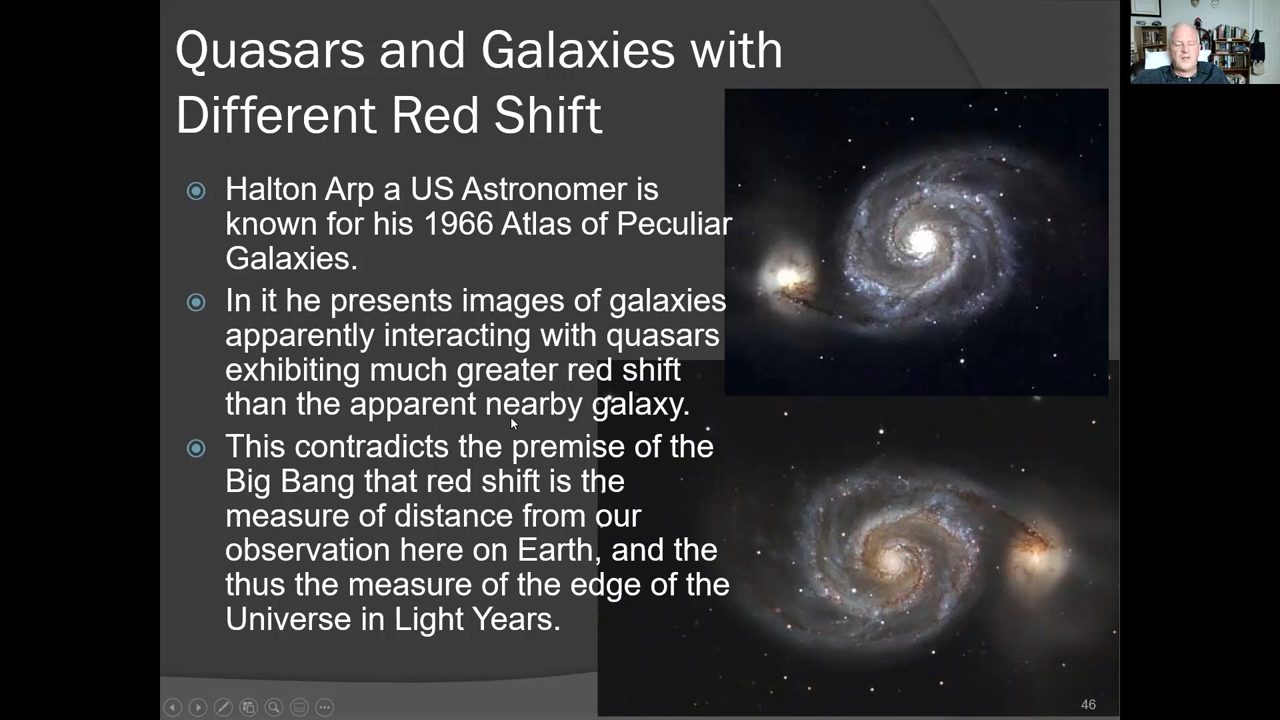 Quasars and Galaxies with
Different Red Shift
Halton Arp a US Astronomer is
known for his 1966 Atlas of Peculiar
Galaxies.
In it he presents images of galaxies
apparently interacting with quasars
exhibiting much greater red shift
than the apparent nearby galaxy.
This contradicts the premise of the
Big Bang that red shift is the
measure of distance from our
observation here on Earth, and the
thus the measure of the edge of the
Universe in Light Years.
46